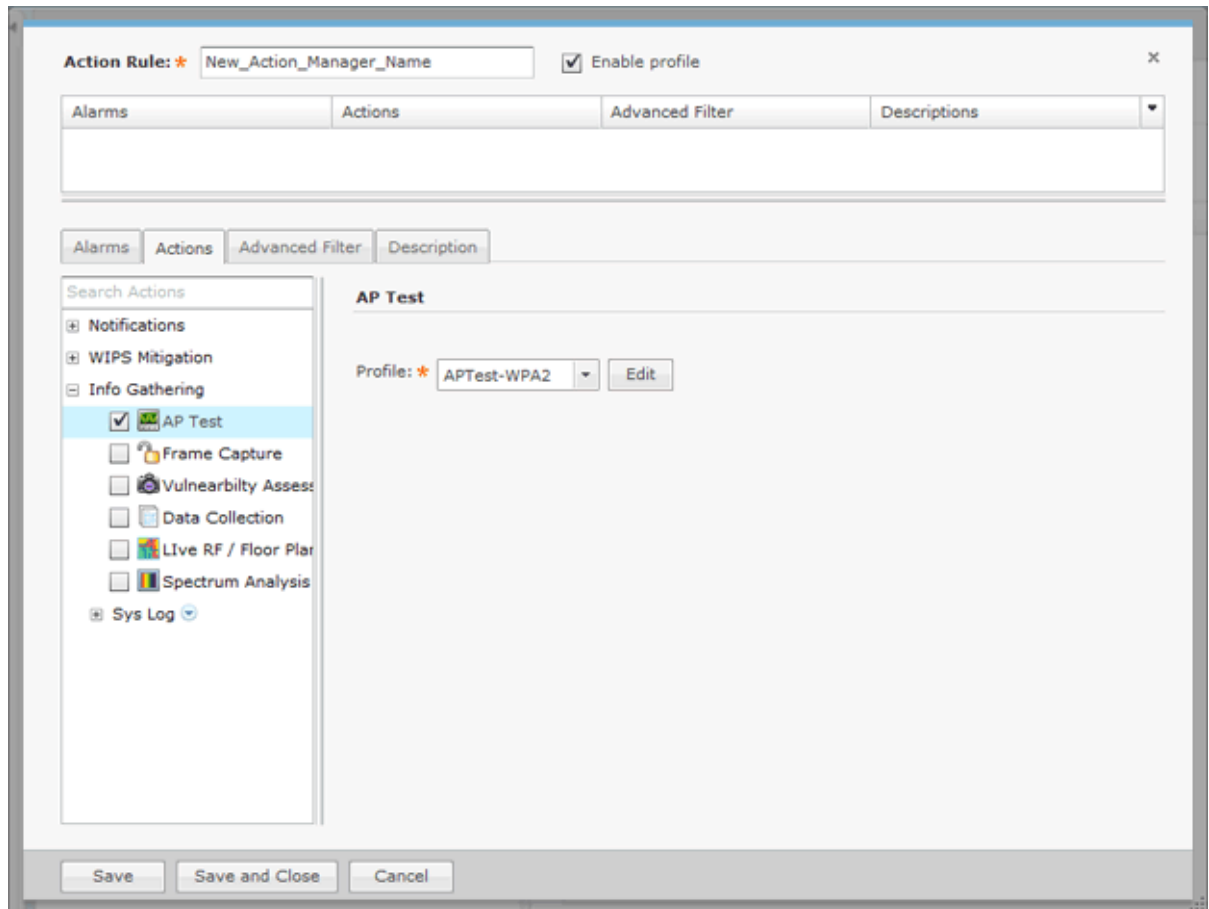 Action Rule: * New_Action_Manager_Name Enable profile
Alarms Actions Advanced Filter Descriptions
Alarms Actions Advanced Filter Description
Search Actions
AP Test
Notifications
WIPS Mitigation
Profile: * APTest-WPA2 Edit
Info Gathering
AP Test
Frame Capture
Vulnearbilty Assess
Data Collection
LIve RF / Floor Plan
Spectrum Analysis
Sys Log
Save Save and Close Cancel